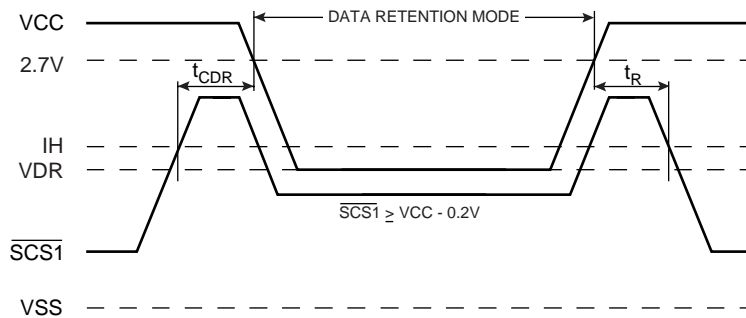 VCC
DATA RETENTION MODE
2.7V
tCDR
tR
IH
VDR
SCS1 ≥ VCC - 0.2V
SCS1
VSS